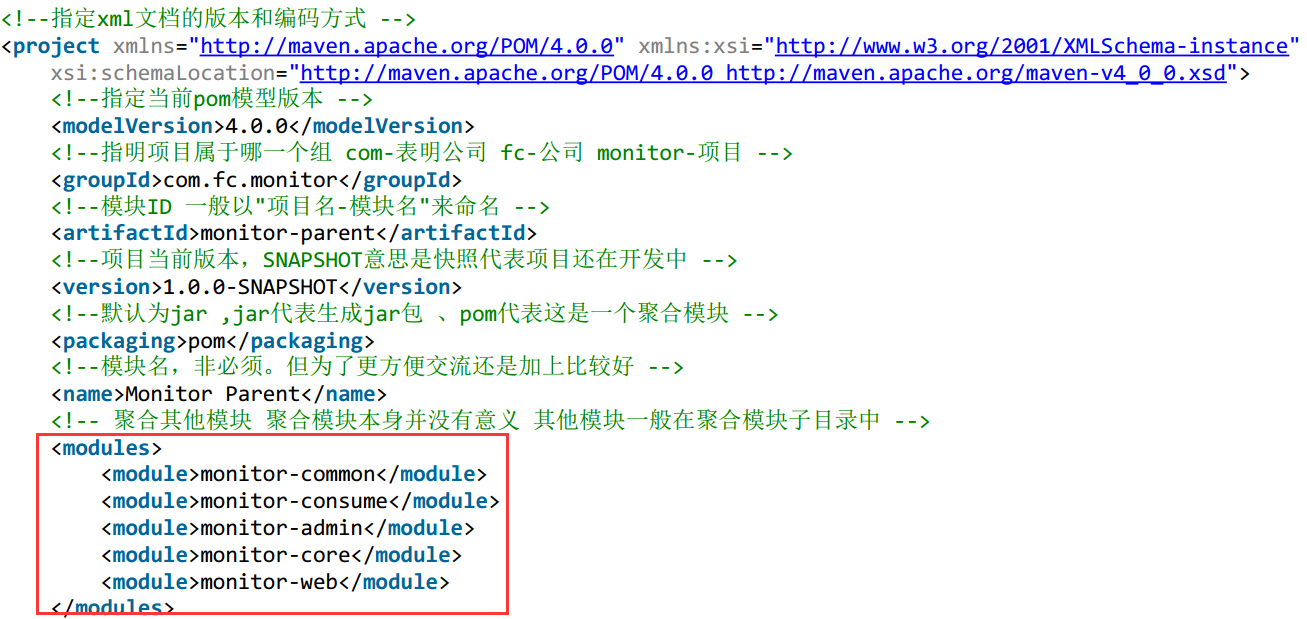 <!--指定xml文档的版本和编码方式 -->
<project xmlns="http://maven.apache.org/POM/4.0.0" xmlns:xsi="http://www.w3.org/2001/XMLSchema-instance"
xsi:schemaLocation="http://maven.apache.org/POM/4.0.0 http://maven.apache.org/maven-v4_0_0.xsd">
<!--指定当前pom模型版本 -->
<modelVersion>4.0.0</modelVersion>
<!--指明项目属于哪一个组 com-表明公司 fc-公司 monitor-项目 -->
<groupId>com.fc.monitor</groupId>
<!--模块ID 一般以"项目名-模块名"来命名 -->
<artifactId>monitor-parent</artifactId>
<!--项目当前版本，SNAPSHOT意思是快照代表项目还在开发中 -->
<version>1.0.0-SNAPSHOT</version>
<!--默认为jar ,jar代表生成jar包 、pom代表这是一个聚合模块 -->
<packaging>pom</packaging>
<!--模块名，非必须。但为了更方便交流还是加上比较好 -->
<name>Monitor Parent</name>
<!-- 聚合其他模块 聚合模块本身并没有意义 其他模块一般在聚合模块子目录中 -->
<modules>
<module>monitor-common</module>
<module>monitor-consume</module>
<module>monitor-admin</module>
<module>monitor-core</module>
<module>monitor-web</module>
</modules>